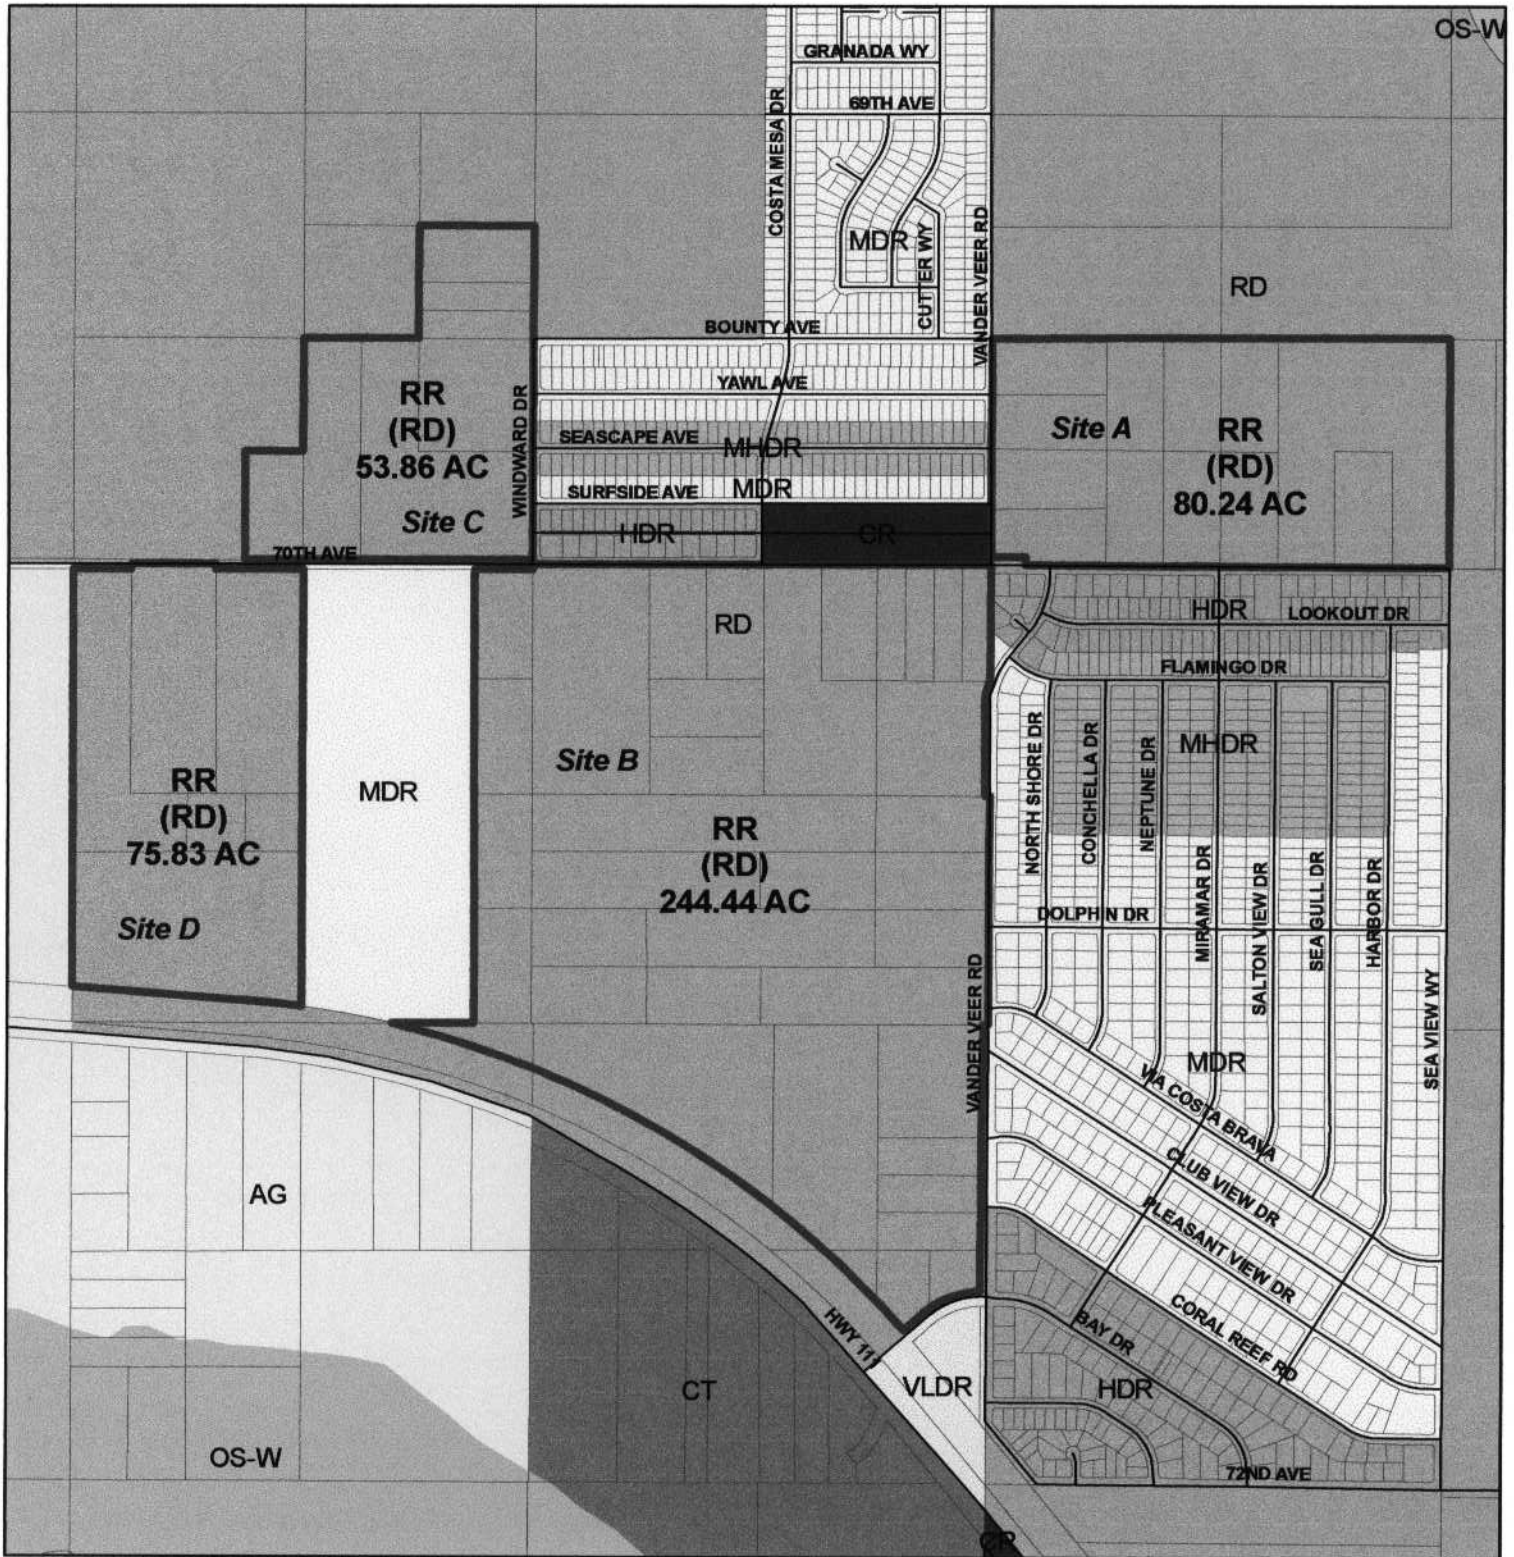 OS-W
GRANADA WY
69TH AVE
COSTA MESA DR
MDR
CUTTER WY
VANDER VEER RD
RD
BOUNTY AVE
YAWL AVE
RR
(RD)
53.86 AC
Site C
WINDWARD DR
SEASCAPE AVE
MHDR
SURFSIDE AVE
MDR
HDR
CR
Site A
RR
(RD)
80.24 AC
70TH AVE
RD
HDR
LOOKOUT DR
FLAMINGO DR
RR
(RD)
75.83 AC
Site D
MDR
Site B
RR
(RD)
244.44 AC
NORTH SHORE DR
CONCHELLA DR
NEPTUNE DR
MHDR
MIRAMAR DR
SALTON VIEW DR
SEA GULL DR
HARBOR DR
DOLPHIN DR
VANDER VEER RD
SEA VIEW WY
MDR
VIA COSTA BRAVA
CLUB VIEW DR
PLEASANT VIEW DR
CORAL REEF RD
AG
HWY 111
BAY DR
CT
VLDR
HDR
OS-W
72ND AVE
CR